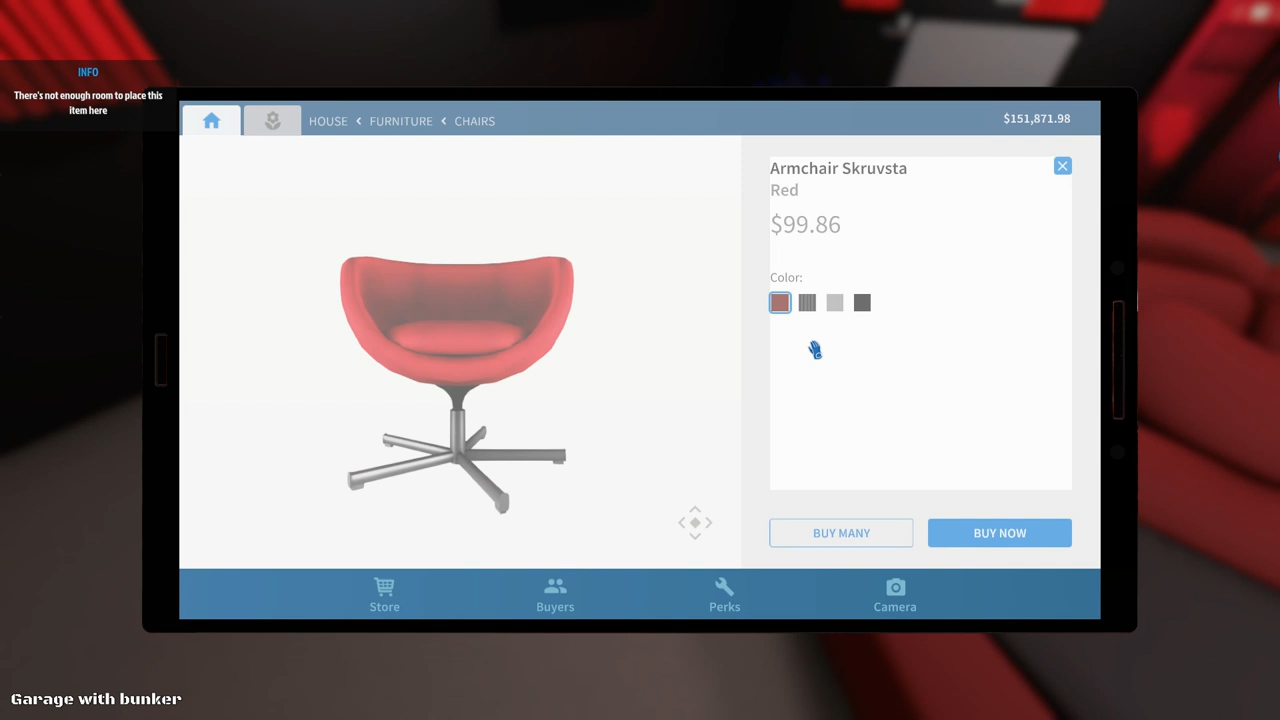 INFO
There's not enough room to place this
item here
HOUSE < FURNITURE < CHAIRS
$151,871.98
Armchair Skruvsta
Red
$99.86
Color:
BUY MANY
BUY NOW
Store
Buyers
Perks
Camera
Garage with bunker